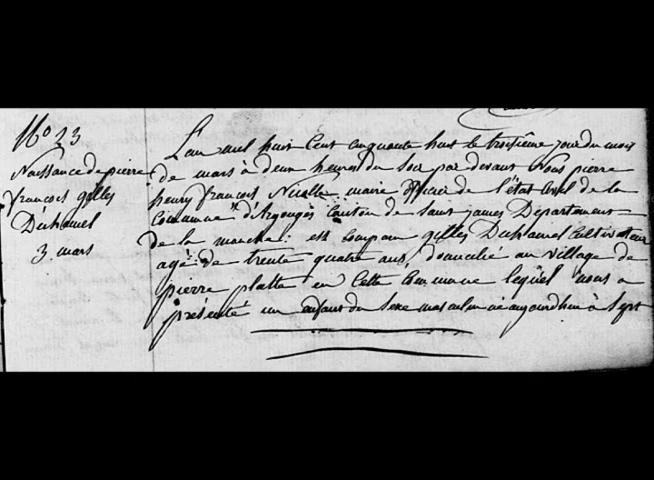 No 13
Naissance de pierre
françois gilles
Duhamel
3. mars
L'an mil huit Cent cinquante huit le troisième jour du mois
de mars à deux heures du Soir par devant Nous pierre
henry françois Nicolle maire officier de l'état Civil de la
Commune d'Argouges Canton de Saint james Département
de la manche: est comparu gilles Duhamel Cultivateur
agé de trente quatre ans, domicilié au village de
pierre platte en Cette Commune lequel nous a
présenté un enfant du Sexe masculin né aujourd'hui à Sept